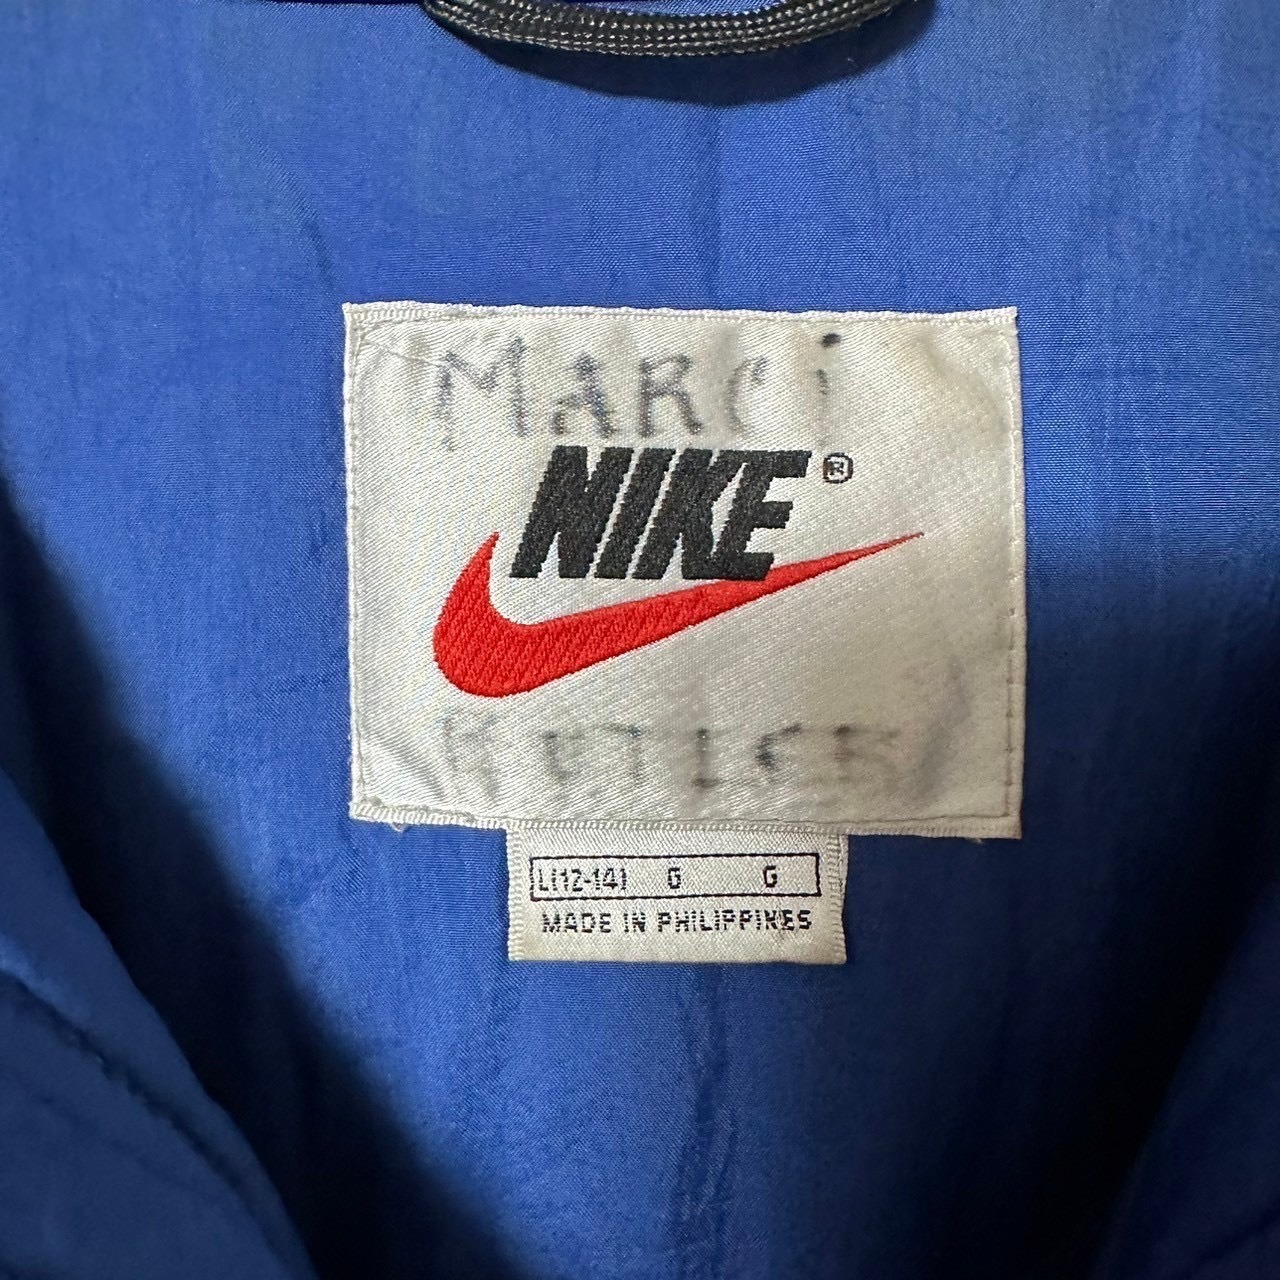 MARCi
NIKE®
L(12-14) G G
MADE IN PHILIPPINES